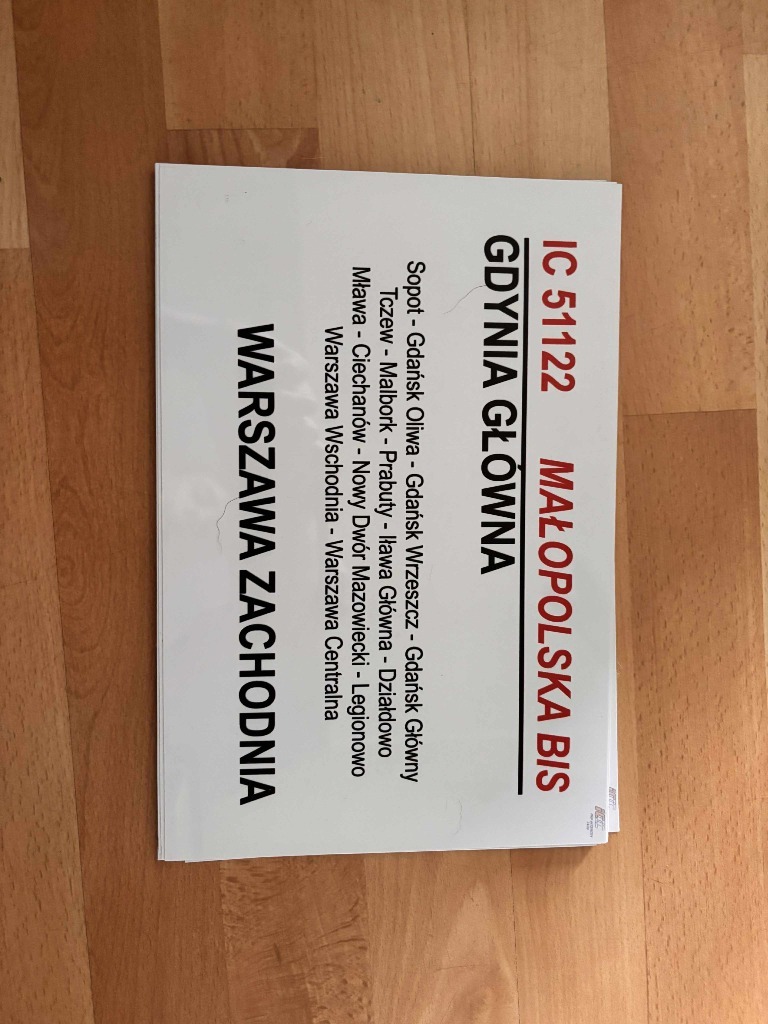 IC 51122 MAŁOPOLSKA BIS
GDYNIA GŁÓWNA
Sopot - Gdańsk Oliwa - Gdańsk Wrzeszcz - Gdańsk Główny
Tczew - Malbork - Prabuty - Iława Główna - Działdowo
Mława - Ciechanów - Nowy Dwór Mazowiecki - Legionowo
Warszawa Wschodnia - Warszawa Centralna
WARSZAWA ZACHODNIA